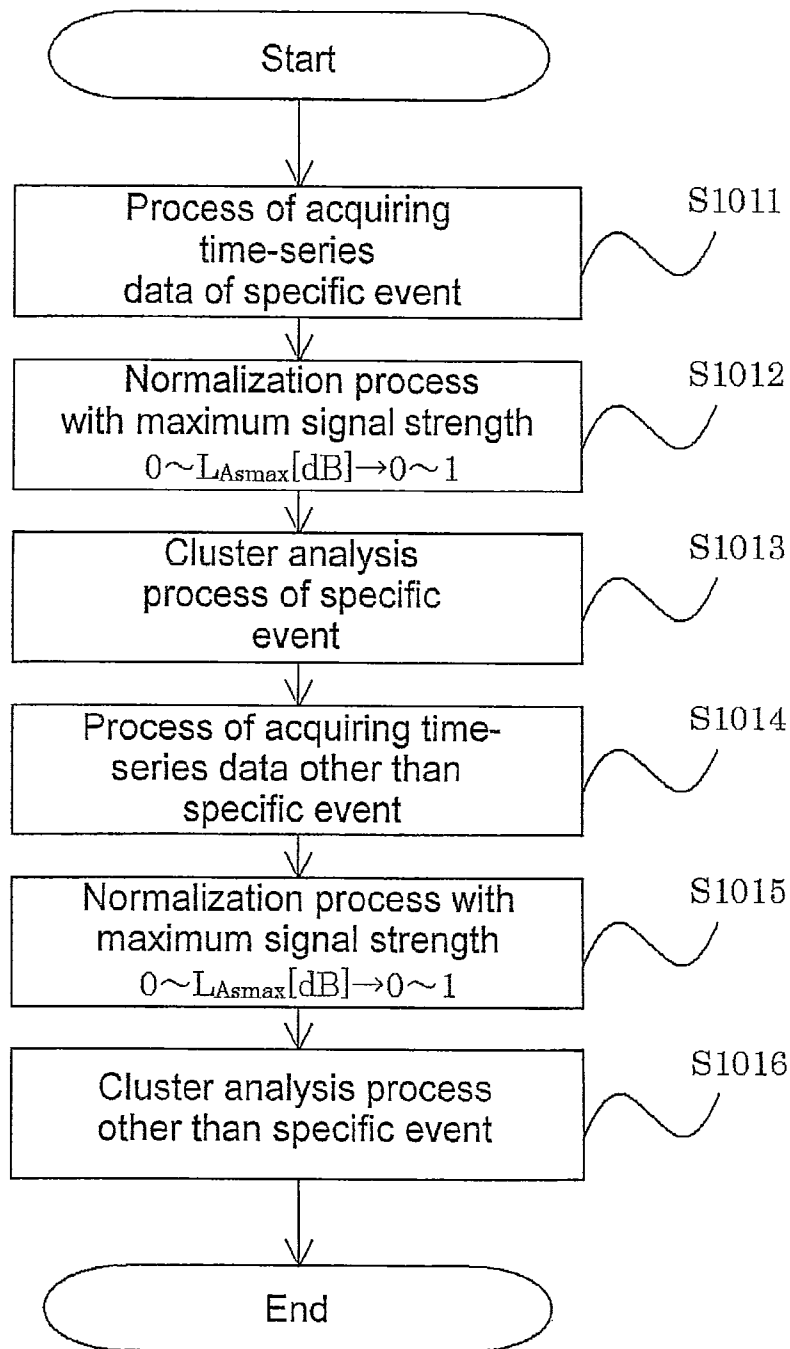 Start
Process of acquiring
time-series
data of specific event
S1011
Normalization process
with maximum signal strength
0~LAsmax[dB]→0~1
S1012
Cluster analysis
process of specific
event
S1013
Process of acquiring time-
series data other than
specific event
S1014
Normalization process with
maximum signal strength
0~LAsmax[dB]→0~1
S1015
Cluster analysis process
other than specific event
S1016
End